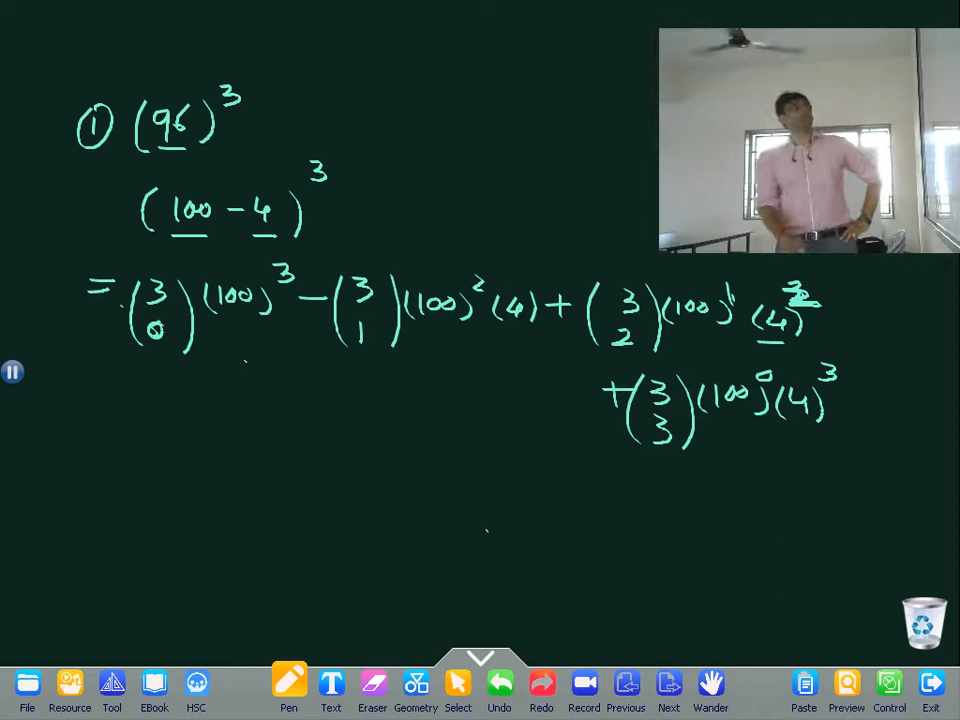 ① (96)³
(100 - 4)³
= (3 0) (100)³ - (3 1) (100)² (4) + (3 2) (100)¹ (4)²
+ (3 3) (100)⁰ (4)³
File Resource Tool EBook HSC Pen Text Eraser Geometry Select Undo Redo Record Previous Next Wander Paste Preview Control Exit